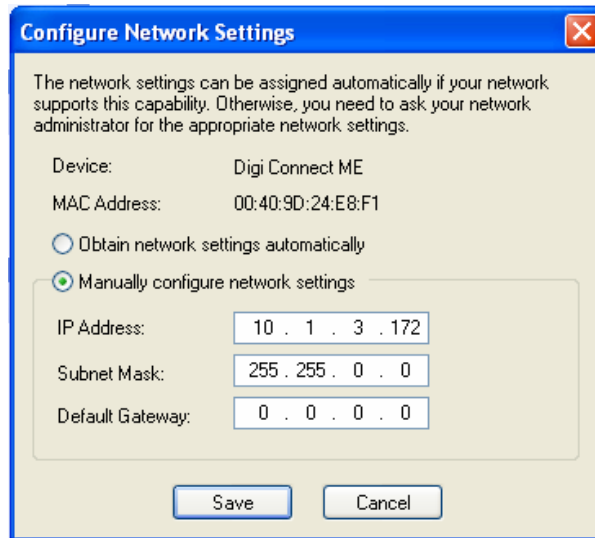 Configure Network Settings
The network settings can be assigned automatically if your network
supports this capability. Otherwise, you need to ask your network
administrator for the appropriate network settings.
Device: Digi Connect ME
MAC Address: 00:40:9D:24:E8:F1
Obtain network settings automatically
Manually configure network settings
IP Address: 10 . 1 . 3 . 172
Subnet Mask: 255 . 255 . 0 . 0
Default Gateway: 0 . 0 . 0 . 0
Save Cancel